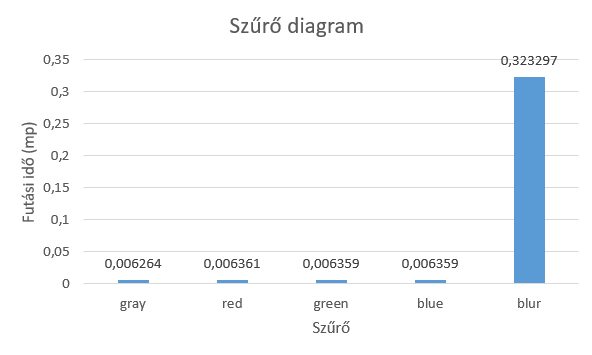 Szűrő diagram
0,35
0,3
0,25
0,2
0,15
0,1
0,05
0
Futási idő (mp)
0,006264
0,006361
0,006359
0,006359
0,323297
gray
red
green
blue
blur
Szűrő